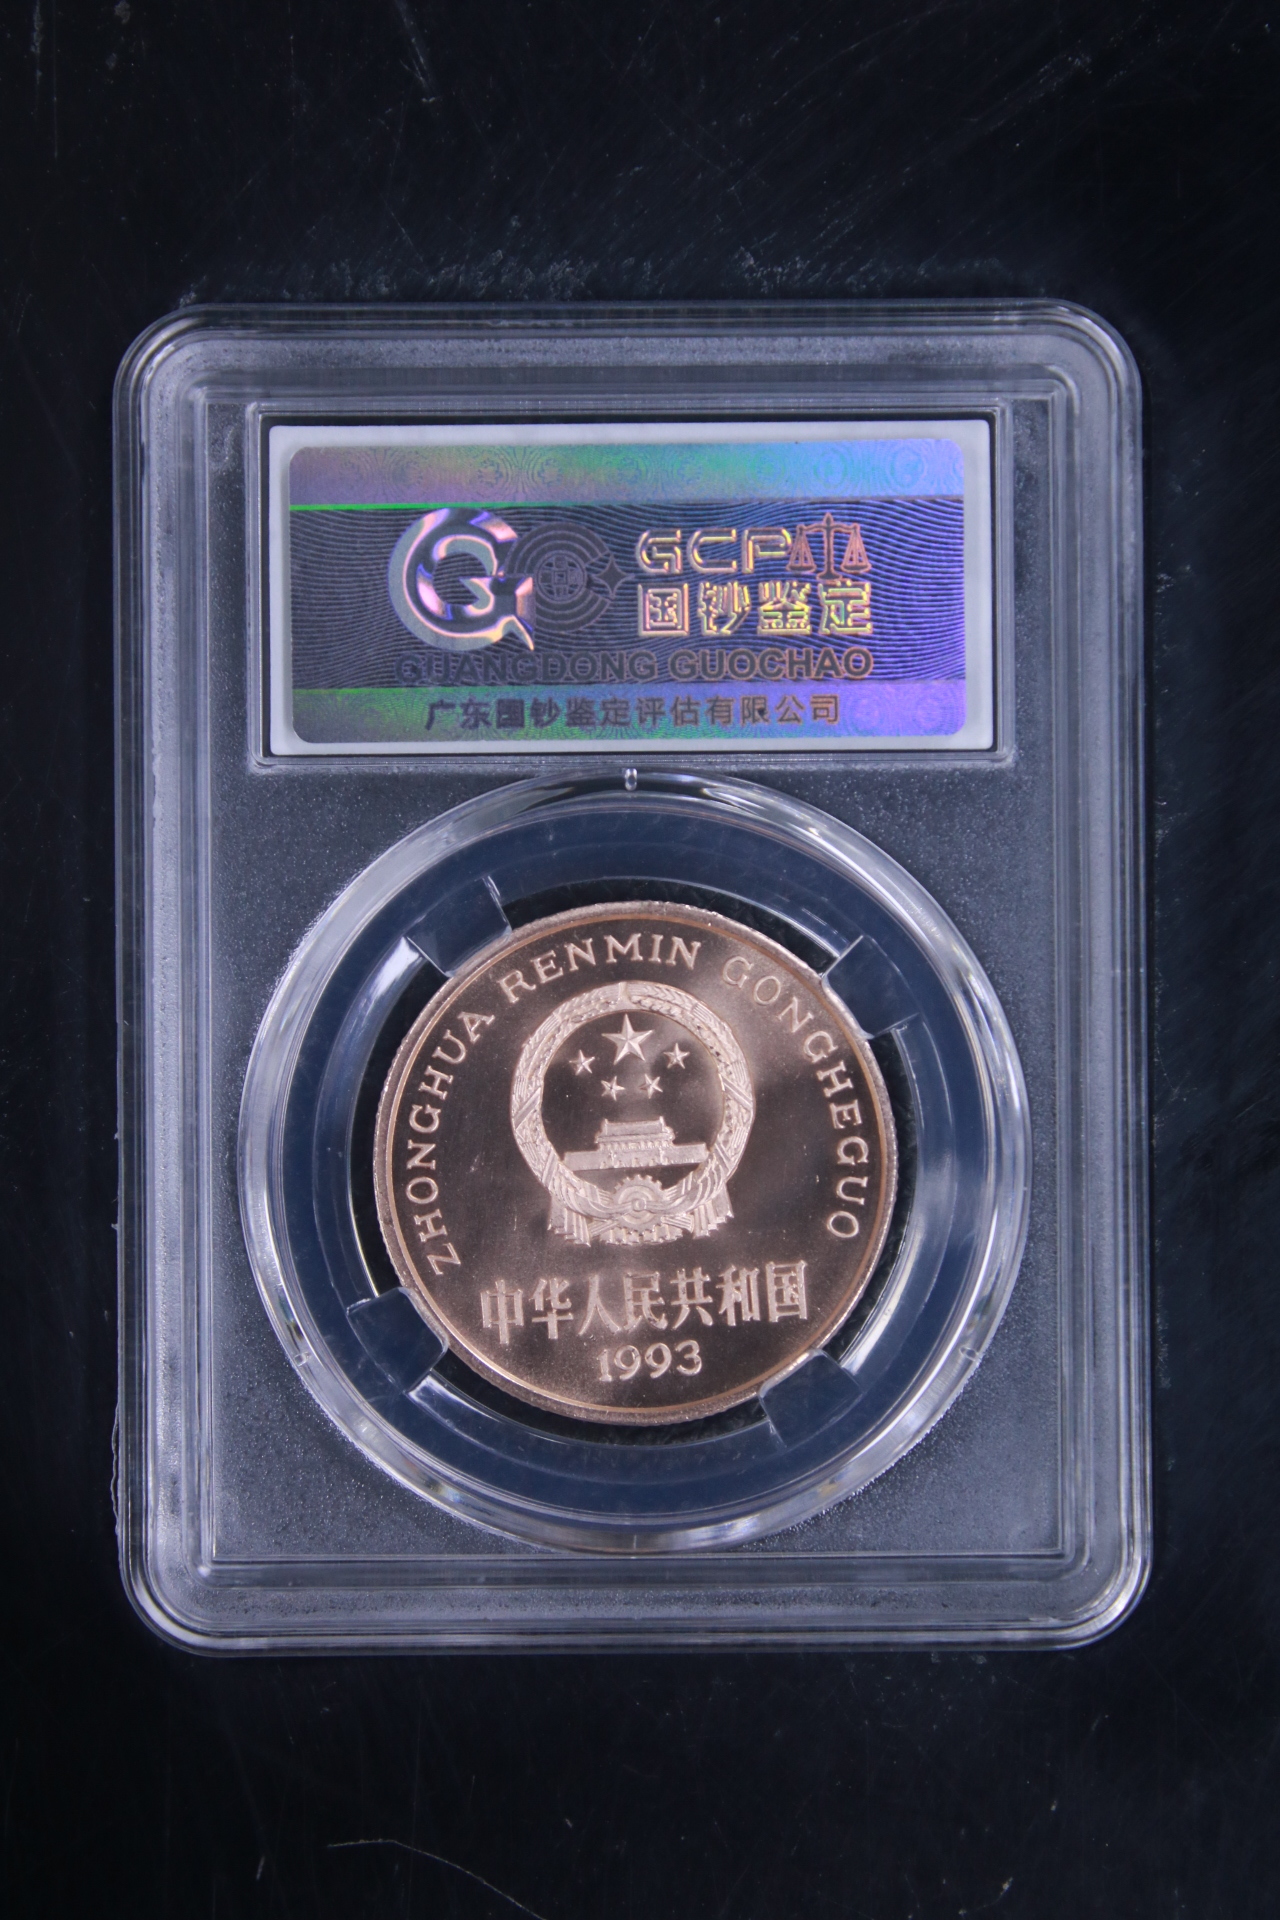 GCP
国钞鉴定
GUANGDONG GUOCHAO
广东国钞鉴定评估有限公司
ZHONGHUA RENMIN GONGHEGUO
中华人民共和国
1993